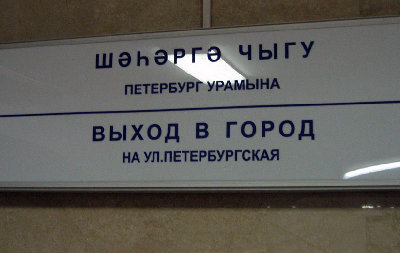 ШӘҺӘРГӘ ЧЫГУ
ПЕТЕРБУРГ УРАМЫНА
ВЫХОД В ГОРОД
НА УЛ.ПЕТЕРБУРГСКАЯ